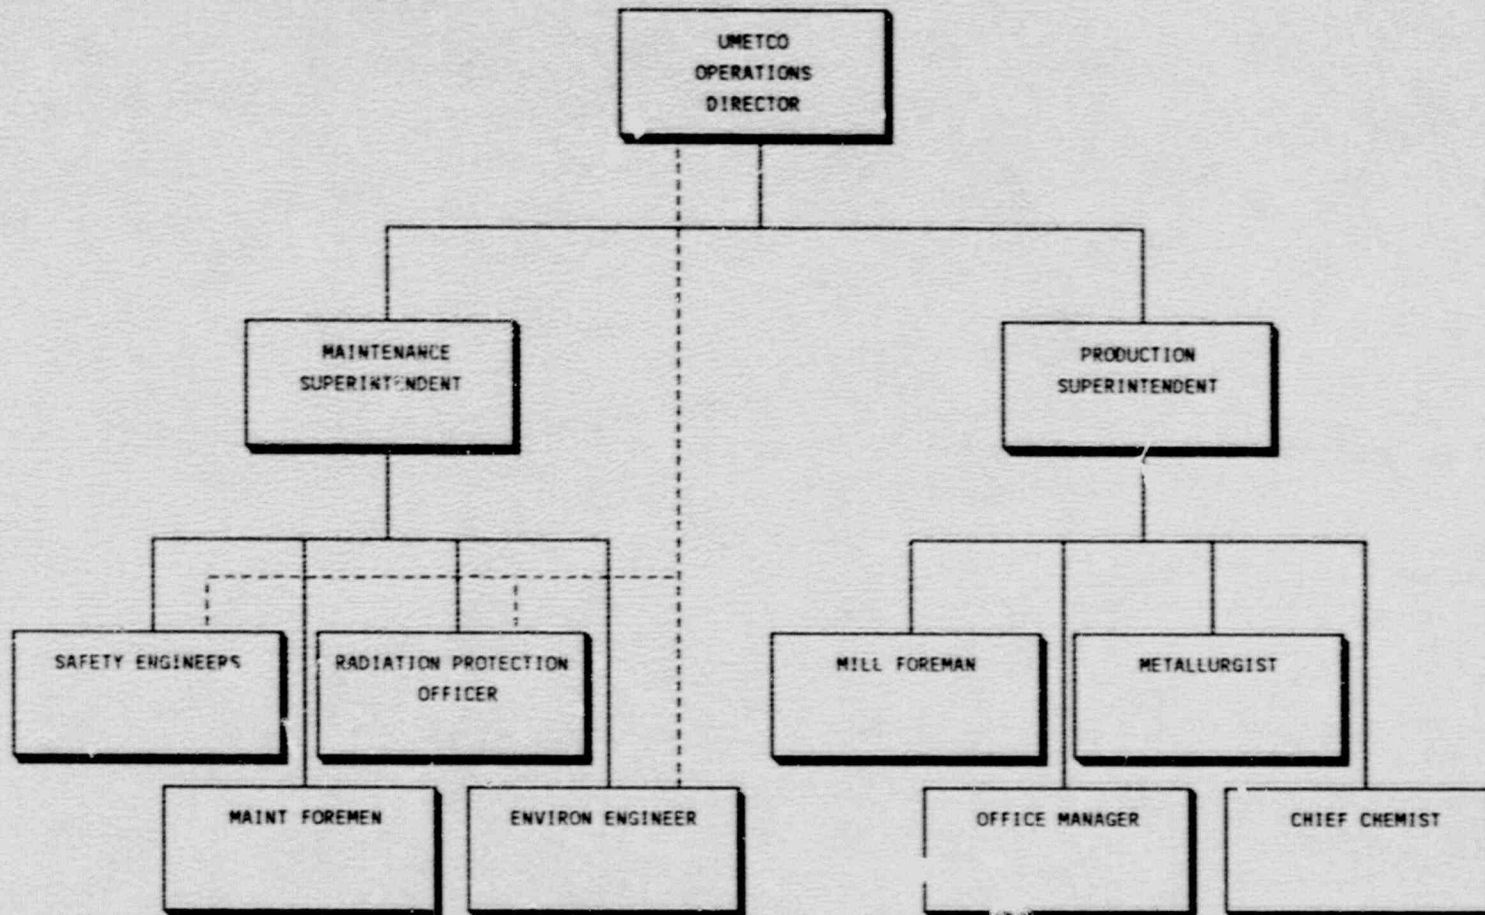 UMETCO
OPERATIONS
DIRECTOR
MAINTENANCE
SUPERINTENDENT
PRODUCTION
SUPERINTENDENT
SAFETY ENGINEERS
RADIATION PROTECTION
OFFICER
MILL FOREMAN
METALLURGIST
MAINT FOREMEN
ENVIRON ENGINEER
OFFICE MANAGER
CHIEF CHEMIST